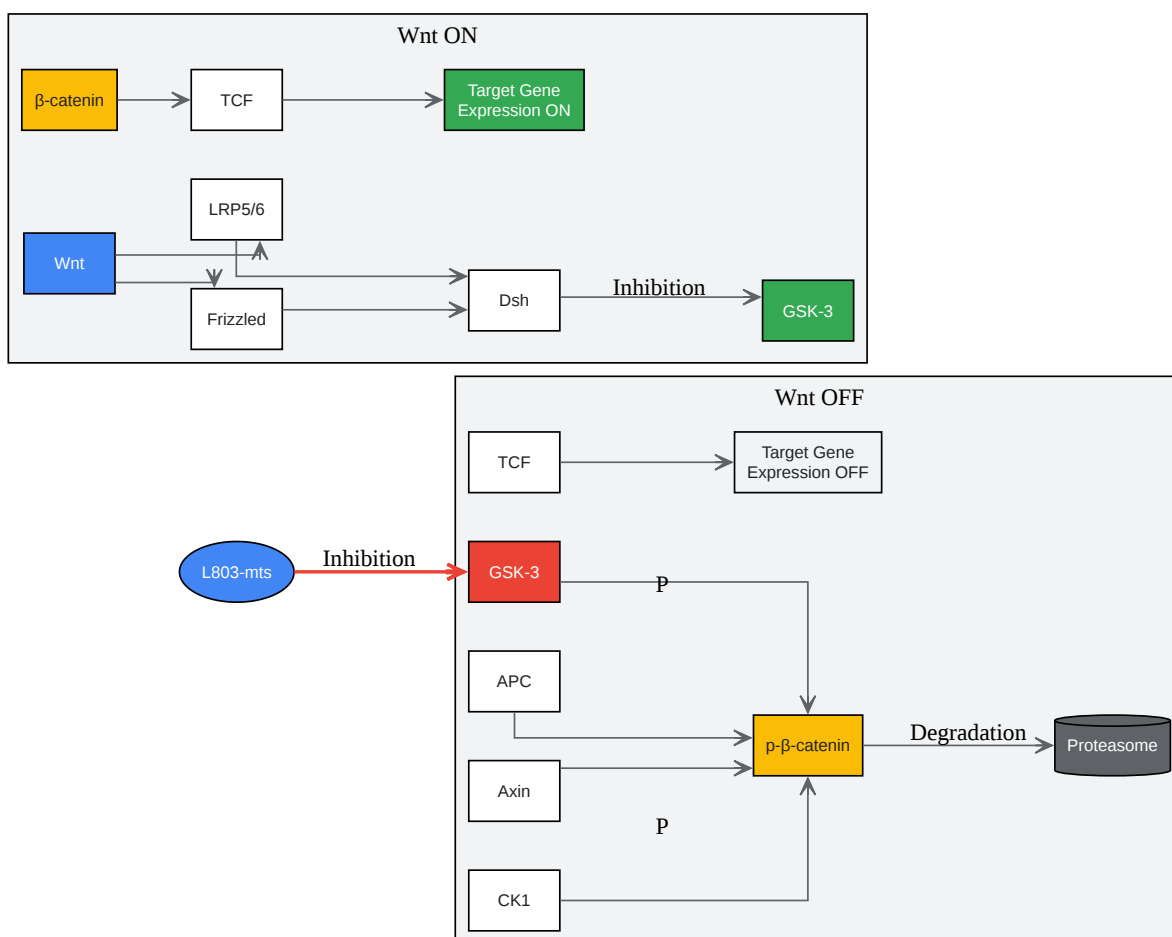 Wnt ON
β-catenin
TCF
Target Gene
Expression ON
LRP5/6
Wnt
Frizzled
Dsh
Inhibition
GSK-3
Wnt OFF
TCF
Target Gene
Expression OFF
L803-mts
Inhibition
GSK-3
P
APC
p-β-catenin
Degradation
Proteasome
Axin
P
CK1